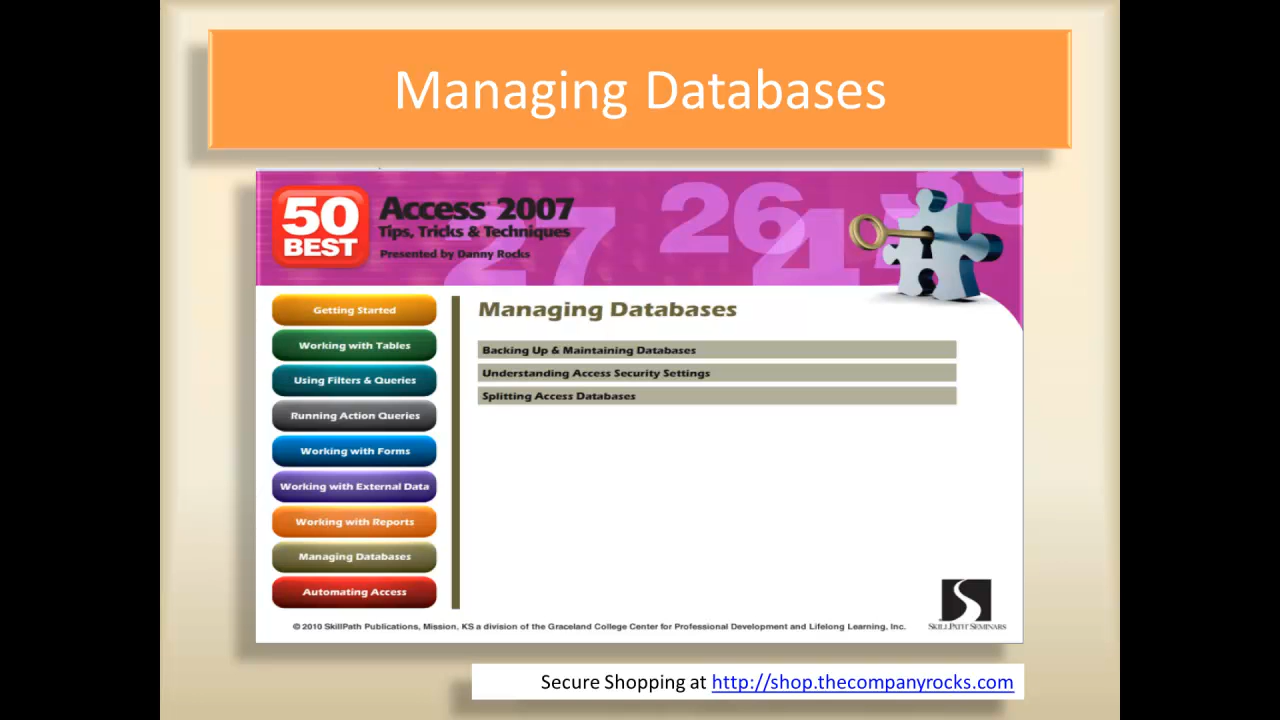 Managing Databases
50
BEST
Access 2007
Tips, Tricks & Techniques
Presented by Danny Rocks
27
26
39
Getting Started
Working with Tables
Using Filters & Queries
Running Action Queries
Working with Forms
Working with External Data
Working with Reports
Managing Databases
Automating Access
Managing Databases
Backing Up & Maintaining Databases
Understanding Access Security Settings
Splitting Access Databases
SKILLPATH SEMINARS
© 2010 SkillPath Publications, Mission, KS a division of the Graceland College Center for Professional Development and Lifelong Learning, Inc.
Secure Shopping at http://shop.thecompanyrocks.com